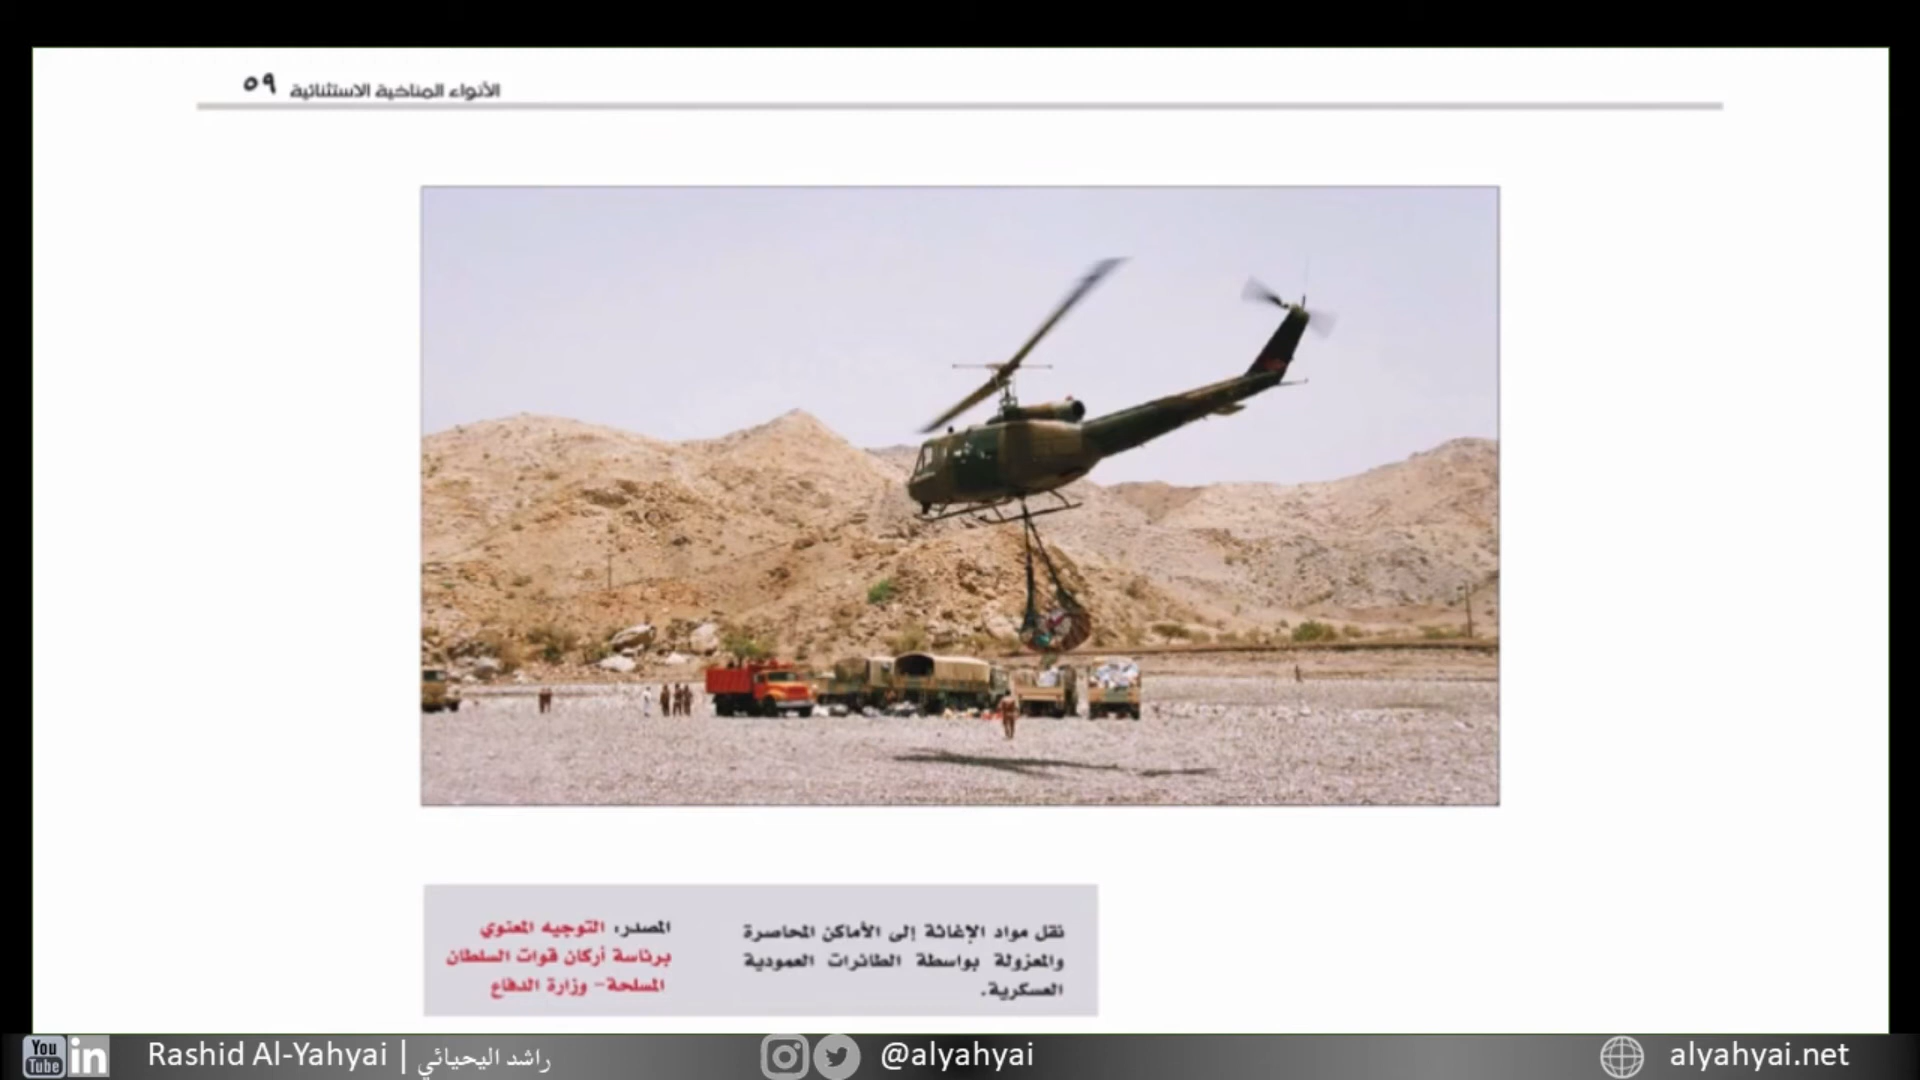 الأنواء المناخية الاستثنائية ٥٩
نقل مواد الإغاثة إلى الأماكن المحاصرة
والمعزولة بواسطة الطائرات العمودية
العسكرية.
المصدر: التوجيه المعنوي
برئاسة أركان قوات السلطان
المسلحة- وزارة الدفاع
You
Tube
in
Rashid Al-Yahyai | راشد اليحيائي
@alyahyai
alyahyai.net